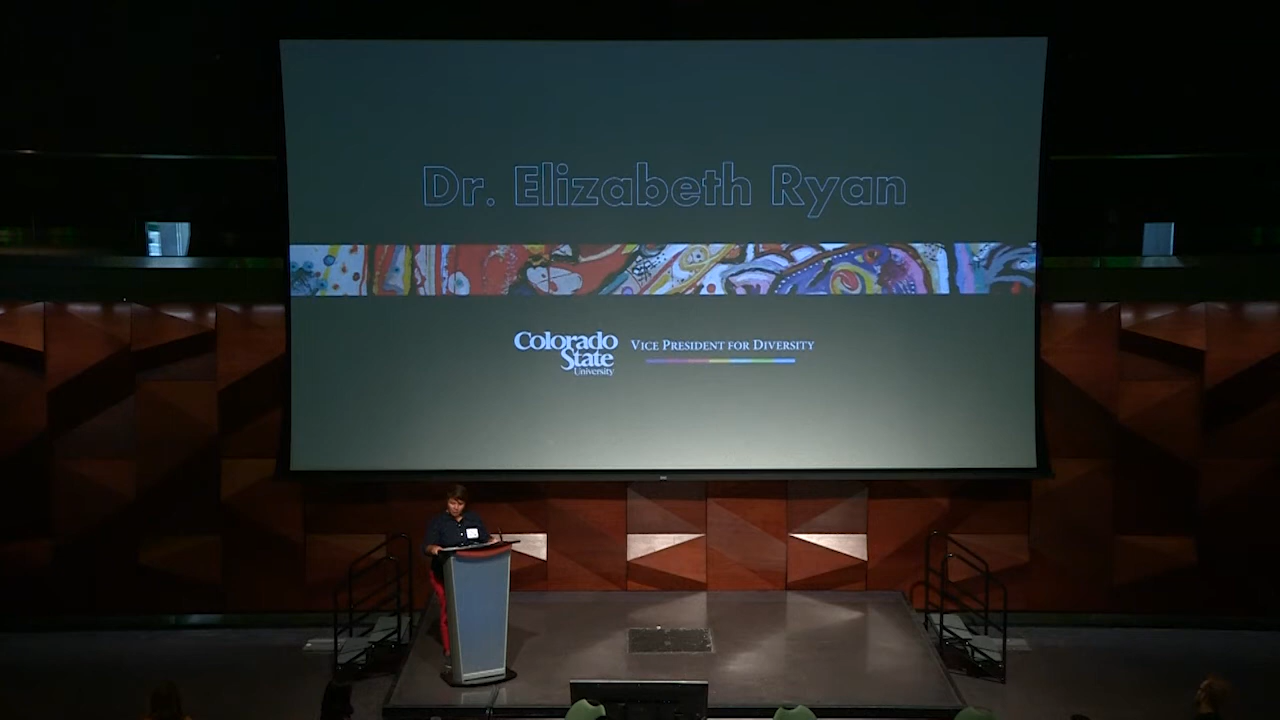 Dr. Elizabeth Ryan
Colorado State University
VICE PRESIDENT FOR DIVERSITY